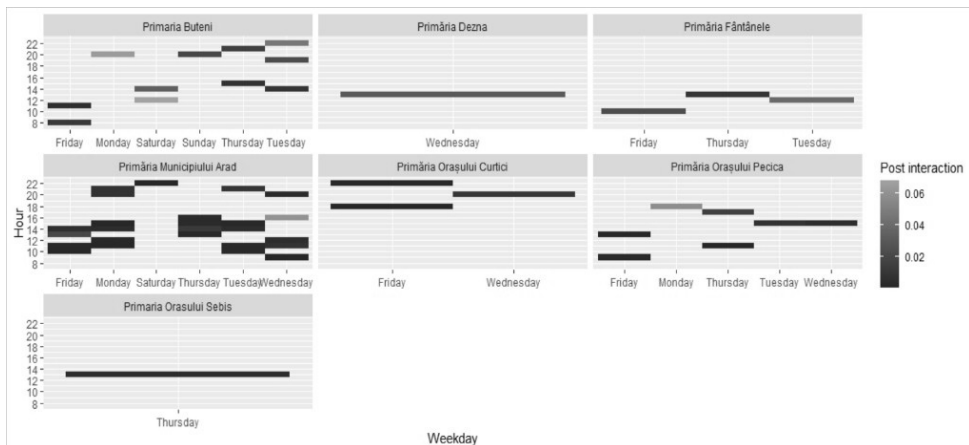 Primaria Buteni
Primăria Dezna
Primăria Fântânele
22
20
18
16
14
12
10
8
Friday Monday Saturday Sunday Thursday Tuesday
Wednesday
Friday Thursday Tuesday
Primăria Municipiului Arad
Primăria Orașului Curtici
Primăria Orașului Pecica
Hour
22
20
18
16
14
12
10
8
Friday Monday Saturday Thursday Tuesday Wednesday
Friday Wednesday
Friday Monday Thursday Tuesday Wednesday
Post interaction
0.06
0.04
0.02
Primaria Orasului Sebis
22
20
18
16
14
12
10
8
Thursday
Weekday